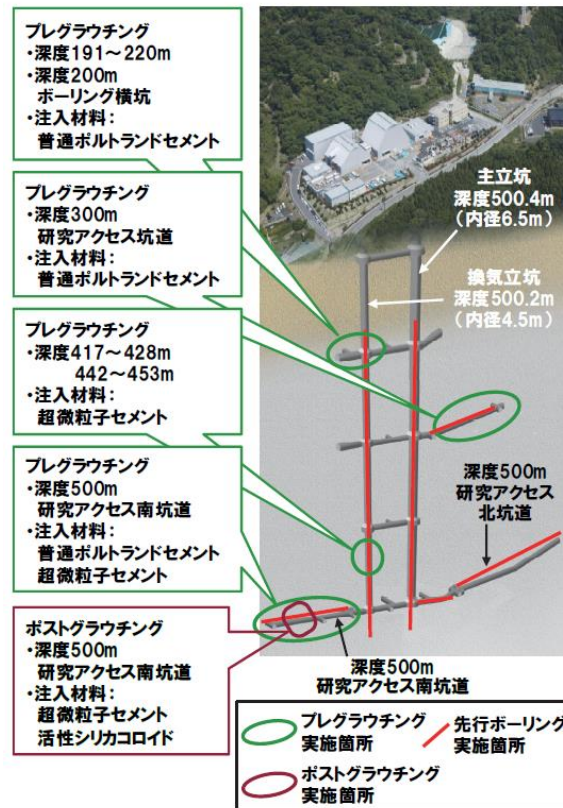 プレグラウチング
・深度191～220m
・深度200m
ボーリング横坑
・注入材料：
普通ポルトランドセメント
プレグラウチング
・深度300m
研究アクセス坑道
・注入材料：
普通ポルトランドセメント
プレグラウチング
・深度417～428m
442～453m
・注入材料：
超微粒子セメント
プレグラウチング
・深度500m
研究アクセス南坑道
・注入材料：
普通ポルトランドセメント
超微粒子セメント
ポストグラウチング
・深度500m
研究アクセス南坑道
・注入材料：
超微粒子セメント
活性シリカコロイド
主立坑
深度500.4m
（内径6.5m）
換気立坑
深度500.2m
（内径4.5m）
深度500m
研究アクセス
北坑道
深度500m
研究アクセス南坑道
プレグラウチング
実施箇所
先行ボーリング
実施箇所
ポストグラウチング
実施箇所